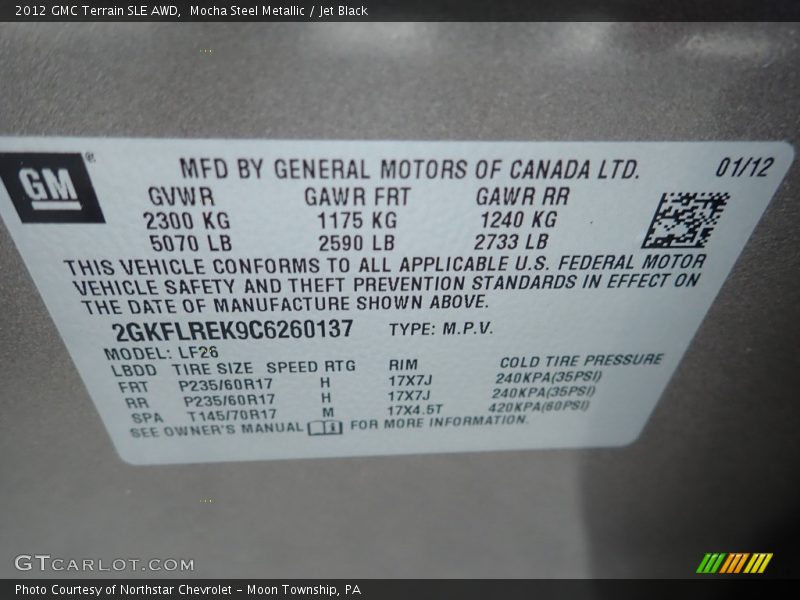 2012 GMC Terrain SLE AWD, Mocha Steel Metallic / Jet Black
GM®
MFD BY GENERAL MOTORS OF CANADA LTD. 01/12
GVWR GAWR FRT GAWR RR
2300 KG 1175 KG 1240 KG
5070 LB 2590 LB 2733 LB
THIS VEHICLE CONFORMS TO ALL APPLICABLE U.S. FEDERAL MOTOR
VEHICLE SAFETY AND THEFT PREVENTION STANDARDS IN EFFECT ON
THE DATE OF MANUFACTURE SHOWN ABOVE.
2GKFLREK9C6260137 TYPE: M.P.V.
MODEL: LF26
LBDD TIRE SIZE SPEED RTG RIM COLD TIRE PRESSURE
FRT P235/60R17 H 17X7J 240KPA(35PSI)
RR P235/60R17 H 17X7J 240KPA(35PSI)
SPA T145/70R17 M 17X4.5T 420KPA(60PSI)
SEE OWNER'S MANUAL FOR MORE INFORMATION.
GTCARLOT.COM
Photo Courtesy of Northstar Chevrolet - Moon Township, PA